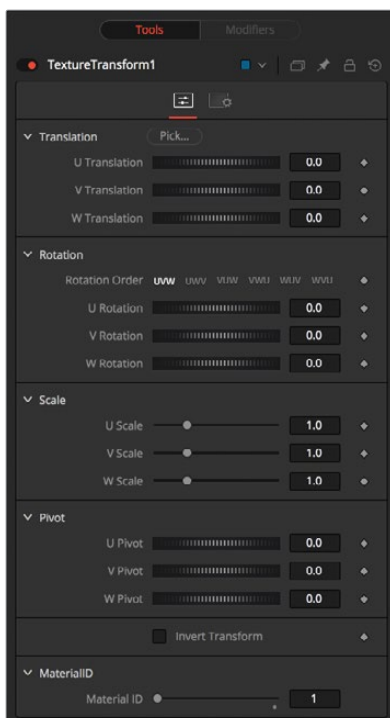 Tools Modifiers
TextureTransform1
Translation Pick...
U Translation 0.0
V Translation 0.0
W Translation 0.0
Rotation
Rotation Order UVW UWV VUW VWU WUV WVU
U Rotation 0.0
V Rotation 0.0
W Rotation 0.0
Scale
U Scale 1.0
V Scale 1.0
W Scale 1.0
Pivot
U Pivot 0.0
V Pivot 0.0
W Pivot 0.0
Invert Transform
MaterialID
Material ID 1